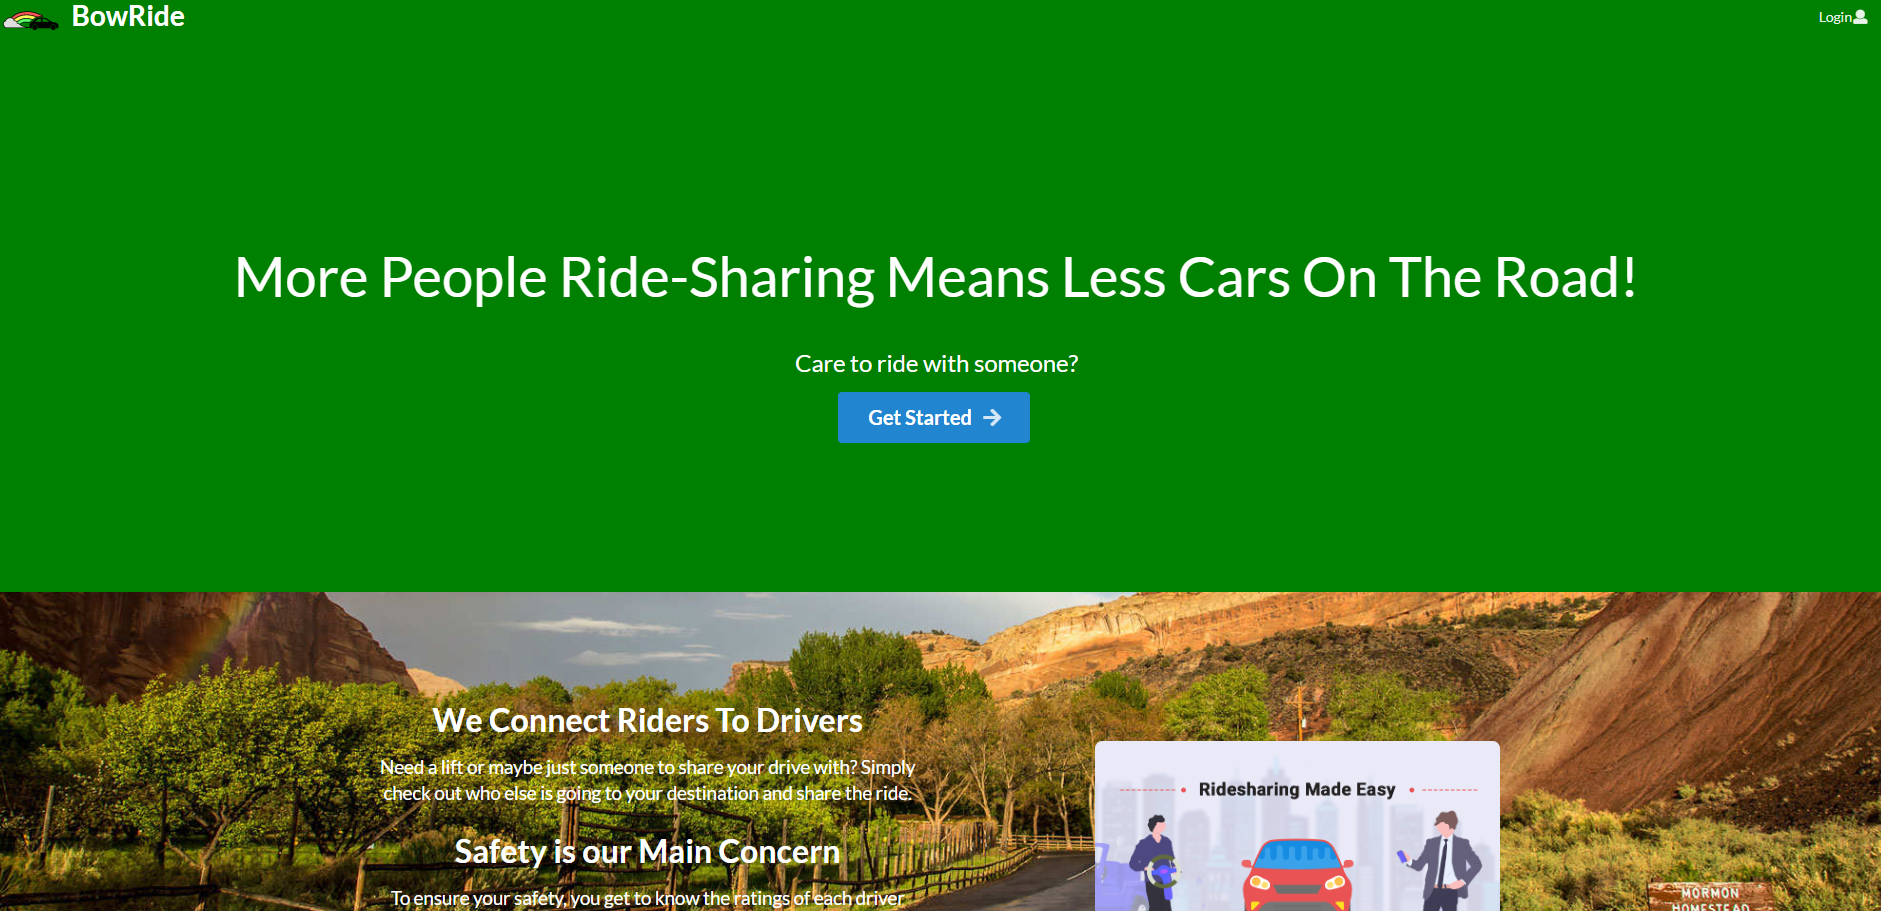 BowRide
Login
More People Ride-Sharing Means Less Cars On The Road!
Care to ride with someone?
Get Started
We Connect Riders To Drivers
Need a lift or maybe just someone to share your drive with? Simply
check out who else is going to your destination and share the ride.
Safety is our Main Concern
To ensure your safety, you get to know the ratings of each driver
Ridesharing Made Easy
MORMON
HOMESTEAD